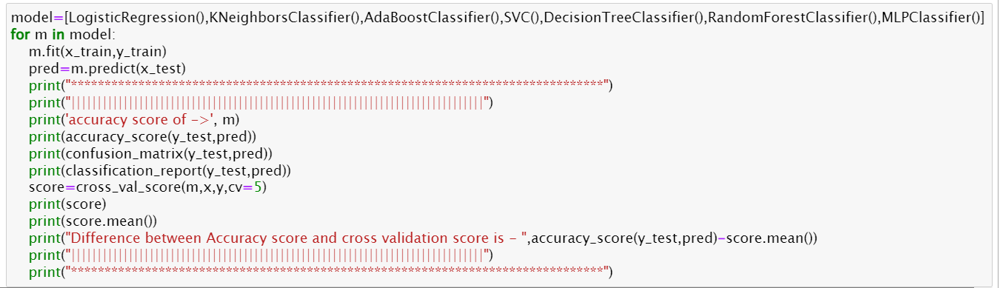 model=[LogisticRegression(),KNeighborsClassifier(),AdaBoostClassifier(),SVC(),DecisionTreeClassifier(),RandomForestClassifier(),MLPClassifier()]
for m in model:
    m.fit(x_train,y_train)
    pred=m.predict(x_test)
    print("******************************************************************************")
    print("||||||||||||||||||||||||||||||||||||||||||||||||||||||||||||||||||||||||||||||")
    print('accuracy score of ->', m)
    print(accuracy_score(y_test,pred))
    print(confusion_matrix(y_test,pred))
    print(classification_report(y_test,pred))
    score=cross_val_score(m,x,y,cv=5)
    print(score)
    print(score.mean())
    print("Difference between Accuracy score and cross validation score is - ",accuracy_score(y_test,pred)-score.mean())
    print("||||||||||||||||||||||||||||||||||||||||||||||||||||||||||||||||||||||||||||||")
    print("******************************************************************************")